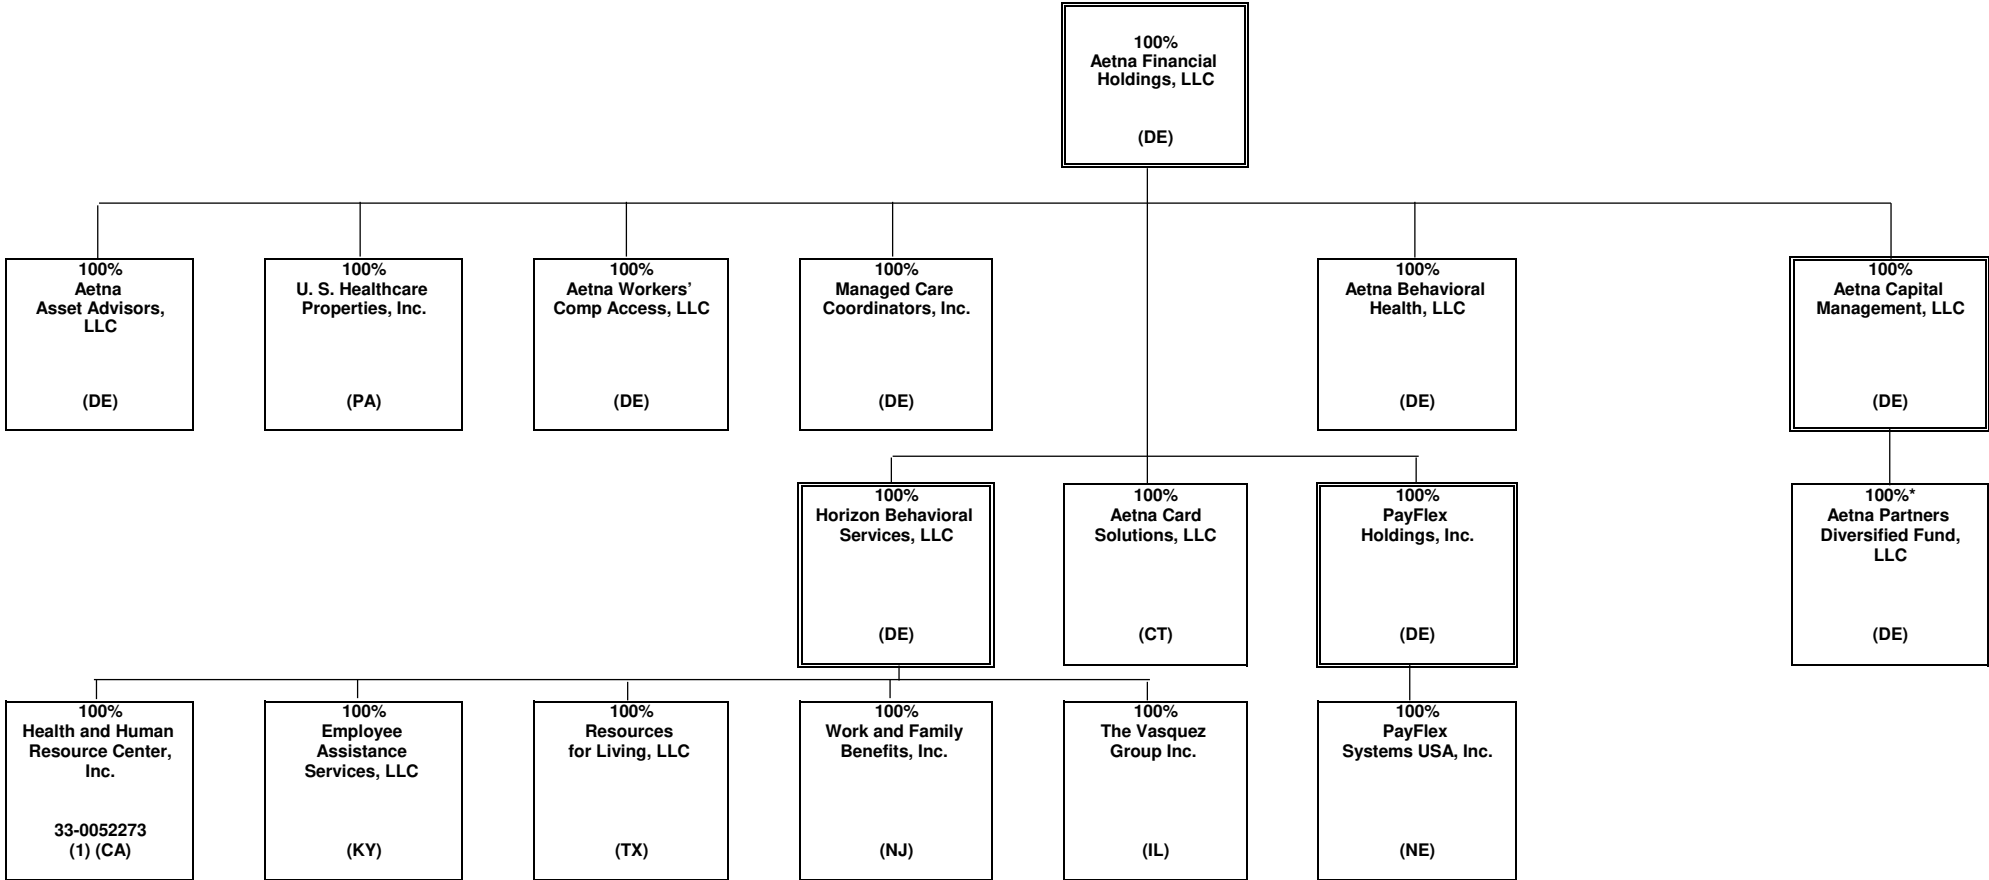 100%
Aetna Financial
Holdings, LLC
(DE)
100%
Aetna
Asset Advisors,
LLC
(DE)
100%
U. S. Healthcare
Properties, Inc.
(PA)
100%
Aetna Workers’
Comp Access, LLC
(DE)
100%
Managed Care
Coordinators, Inc.
(DE)
100%
Aetna Behavioral
Health, LLC
(DE)
100%
Aetna Capital
Management, LLC
(DE)
100%
Horizon Behavioral
Services, LLC
(DE)
100%
Aetna Card
Solutions, LLC
(CT)
100%
PayFlex
Holdings, Inc.
(DE)
100%*
Aetna Partners
Diversified Fund,
LLC
(DE)
100%
Health and Human
Resource Center,
Inc.
33-0052273
(1) (CA)
100%
Employee
Assistance
Services, LLC
(KY)
100%
Resources
for Living, LLC
(TX)
100%
Work and Family
Benefits, Inc.
(NJ)
100%
The Vasquez
Group Inc.
(IL)
100%
PayFlex
Systems USA, Inc.
(NE)